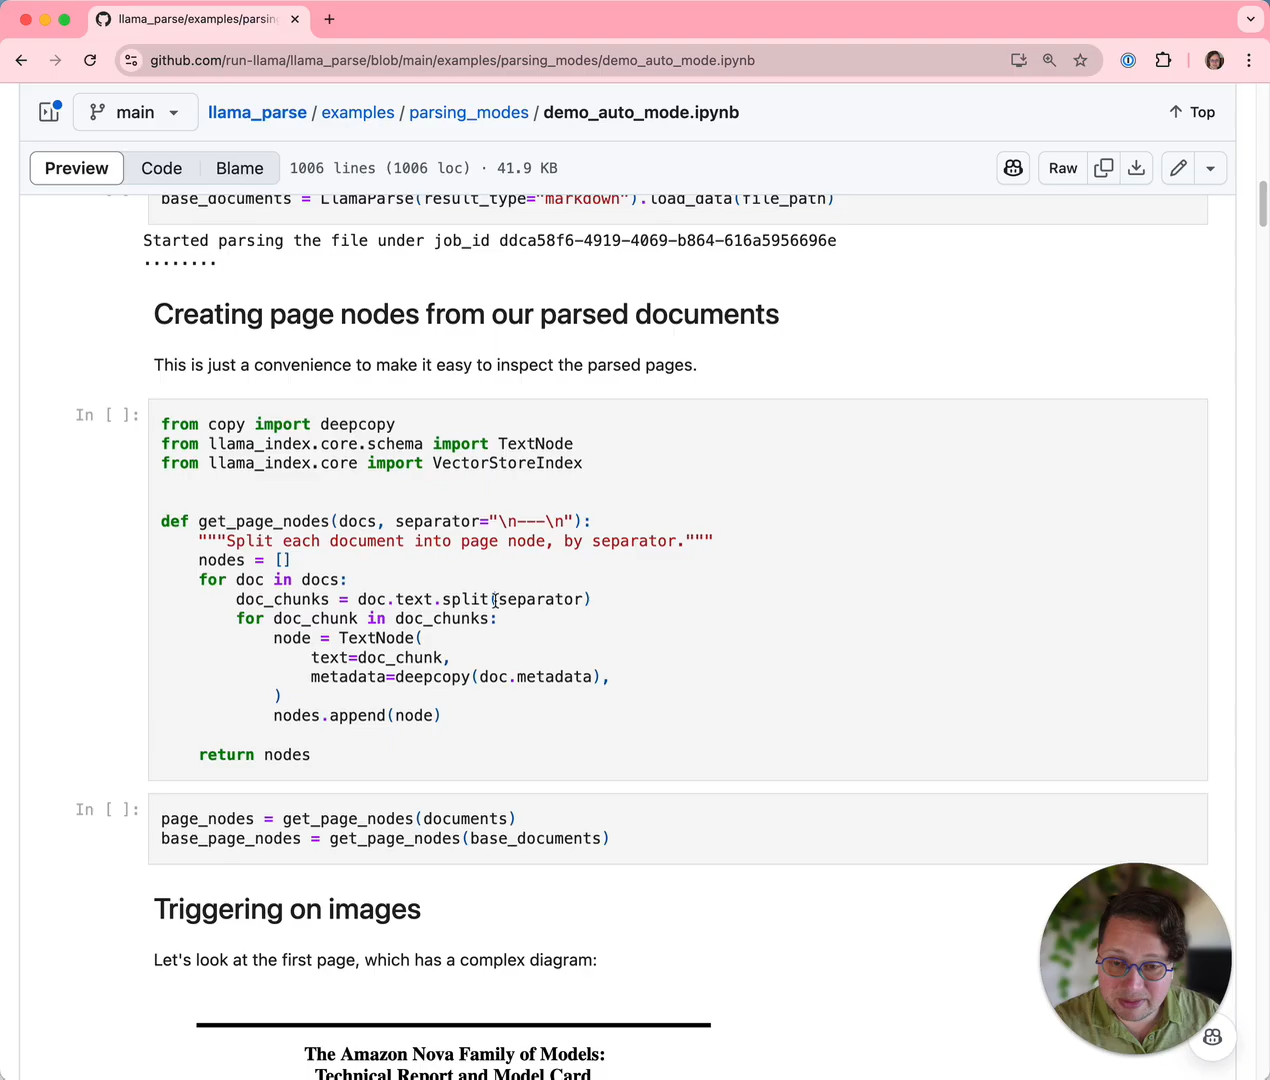 llama_parse/examples/parsin
github.com/run-llama/llama_parse/blob/main/examples/parsing_modes/demo_auto_mode.ipynb
main
llama_parse / examples / parsing_modes / demo_auto_mode.ipynb
Top
Preview Code Blame 1006 lines (1006 loc) · 41.9 KB
Raw
base_documents = LlamaParse(result_type="markdown").load_data(file_path)
Started parsing the file under job_id ddca58f6-4919-4069-b864-616a5956696e
........
Creating page nodes from our parsed documents
This is just a convenience to make it easy to inspect the parsed pages.
In [ ]:
from copy import deepcopy
from llama_index.core.schema import TextNode
from llama_index.core import VectorStoreIndex
def get_page_nodes(docs, separator="\n---\n"):
"""Split each document into page node, by separator."""
nodes = []
for doc in docs:
doc_chunks = doc.text.split(separator)
for doc_chunk in doc_chunks:
node = TextNode(
text=doc_chunk,
metadata=deepcopy(doc.metadata),
)
nodes.append(node)
return nodes
In [ ]:
page_nodes = get_page_nodes(documents)
base_page_nodes = get_page_nodes(base_documents)
Triggering on images
Let's look at the first page, which has a complex diagram:
The Amazon Nova Family of Models:
Technical Report and Model Card